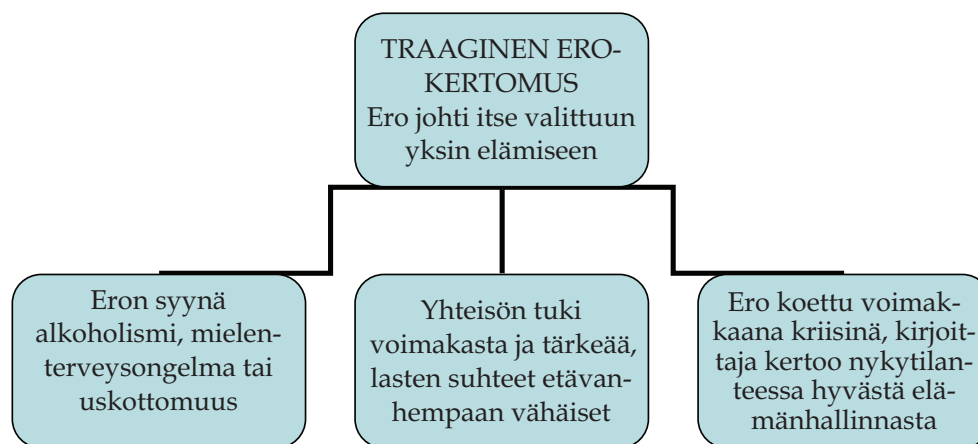 TRAAGINEN ERO-
KERTOMUS
Ero johti itse valittuun
yksin elämiseen
Eron syynä
alkoholismi, mielen-
terveysongelma tai
uskottomuus
Yhteisön tuki
voimakasta ja tärkeää,
lasten suhteet etävan-
hempaan vähäiset
Ero koettu voimak-
kaana kriisinä, kirjoit-
taja kertoo nykytilan-
teessa hyvästä elä-
mänhallinnasta